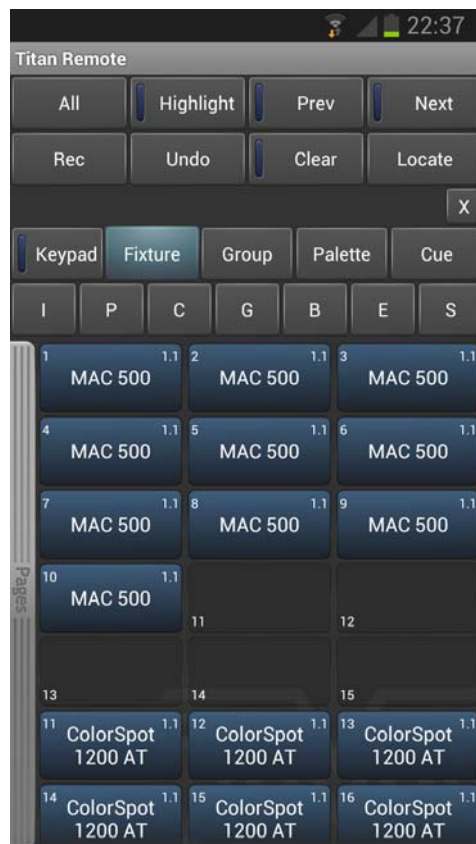 22:37
Titan Remote
All Highlight Prev Next
Rec Undo Clear Locate
X
Keypad Fixture Group Palette Cue
I P C G B E S
1 1.1 2 1.1 3 1.1
MAC 500 MAC 500 MAC 500
4 1.1 5 1.1 6 1.1
MAC 500 MAC 500 MAC 500
7 1.1 8 1.1 9 1.1
MAC 500 MAC 500 MAC 500
Pages
10 1.1
MAC 500
11 12
13 14 15
11 1.1 12 1.1 13 1.1
ColorSpot ColorSpot ColorSpot
1200 AT 1200 AT 1200 AT
14 1.1 15 1.1 16 1.1
ColorSpot ColorSpot ColorSpot
1200 AT 1200 AT 1200 AT